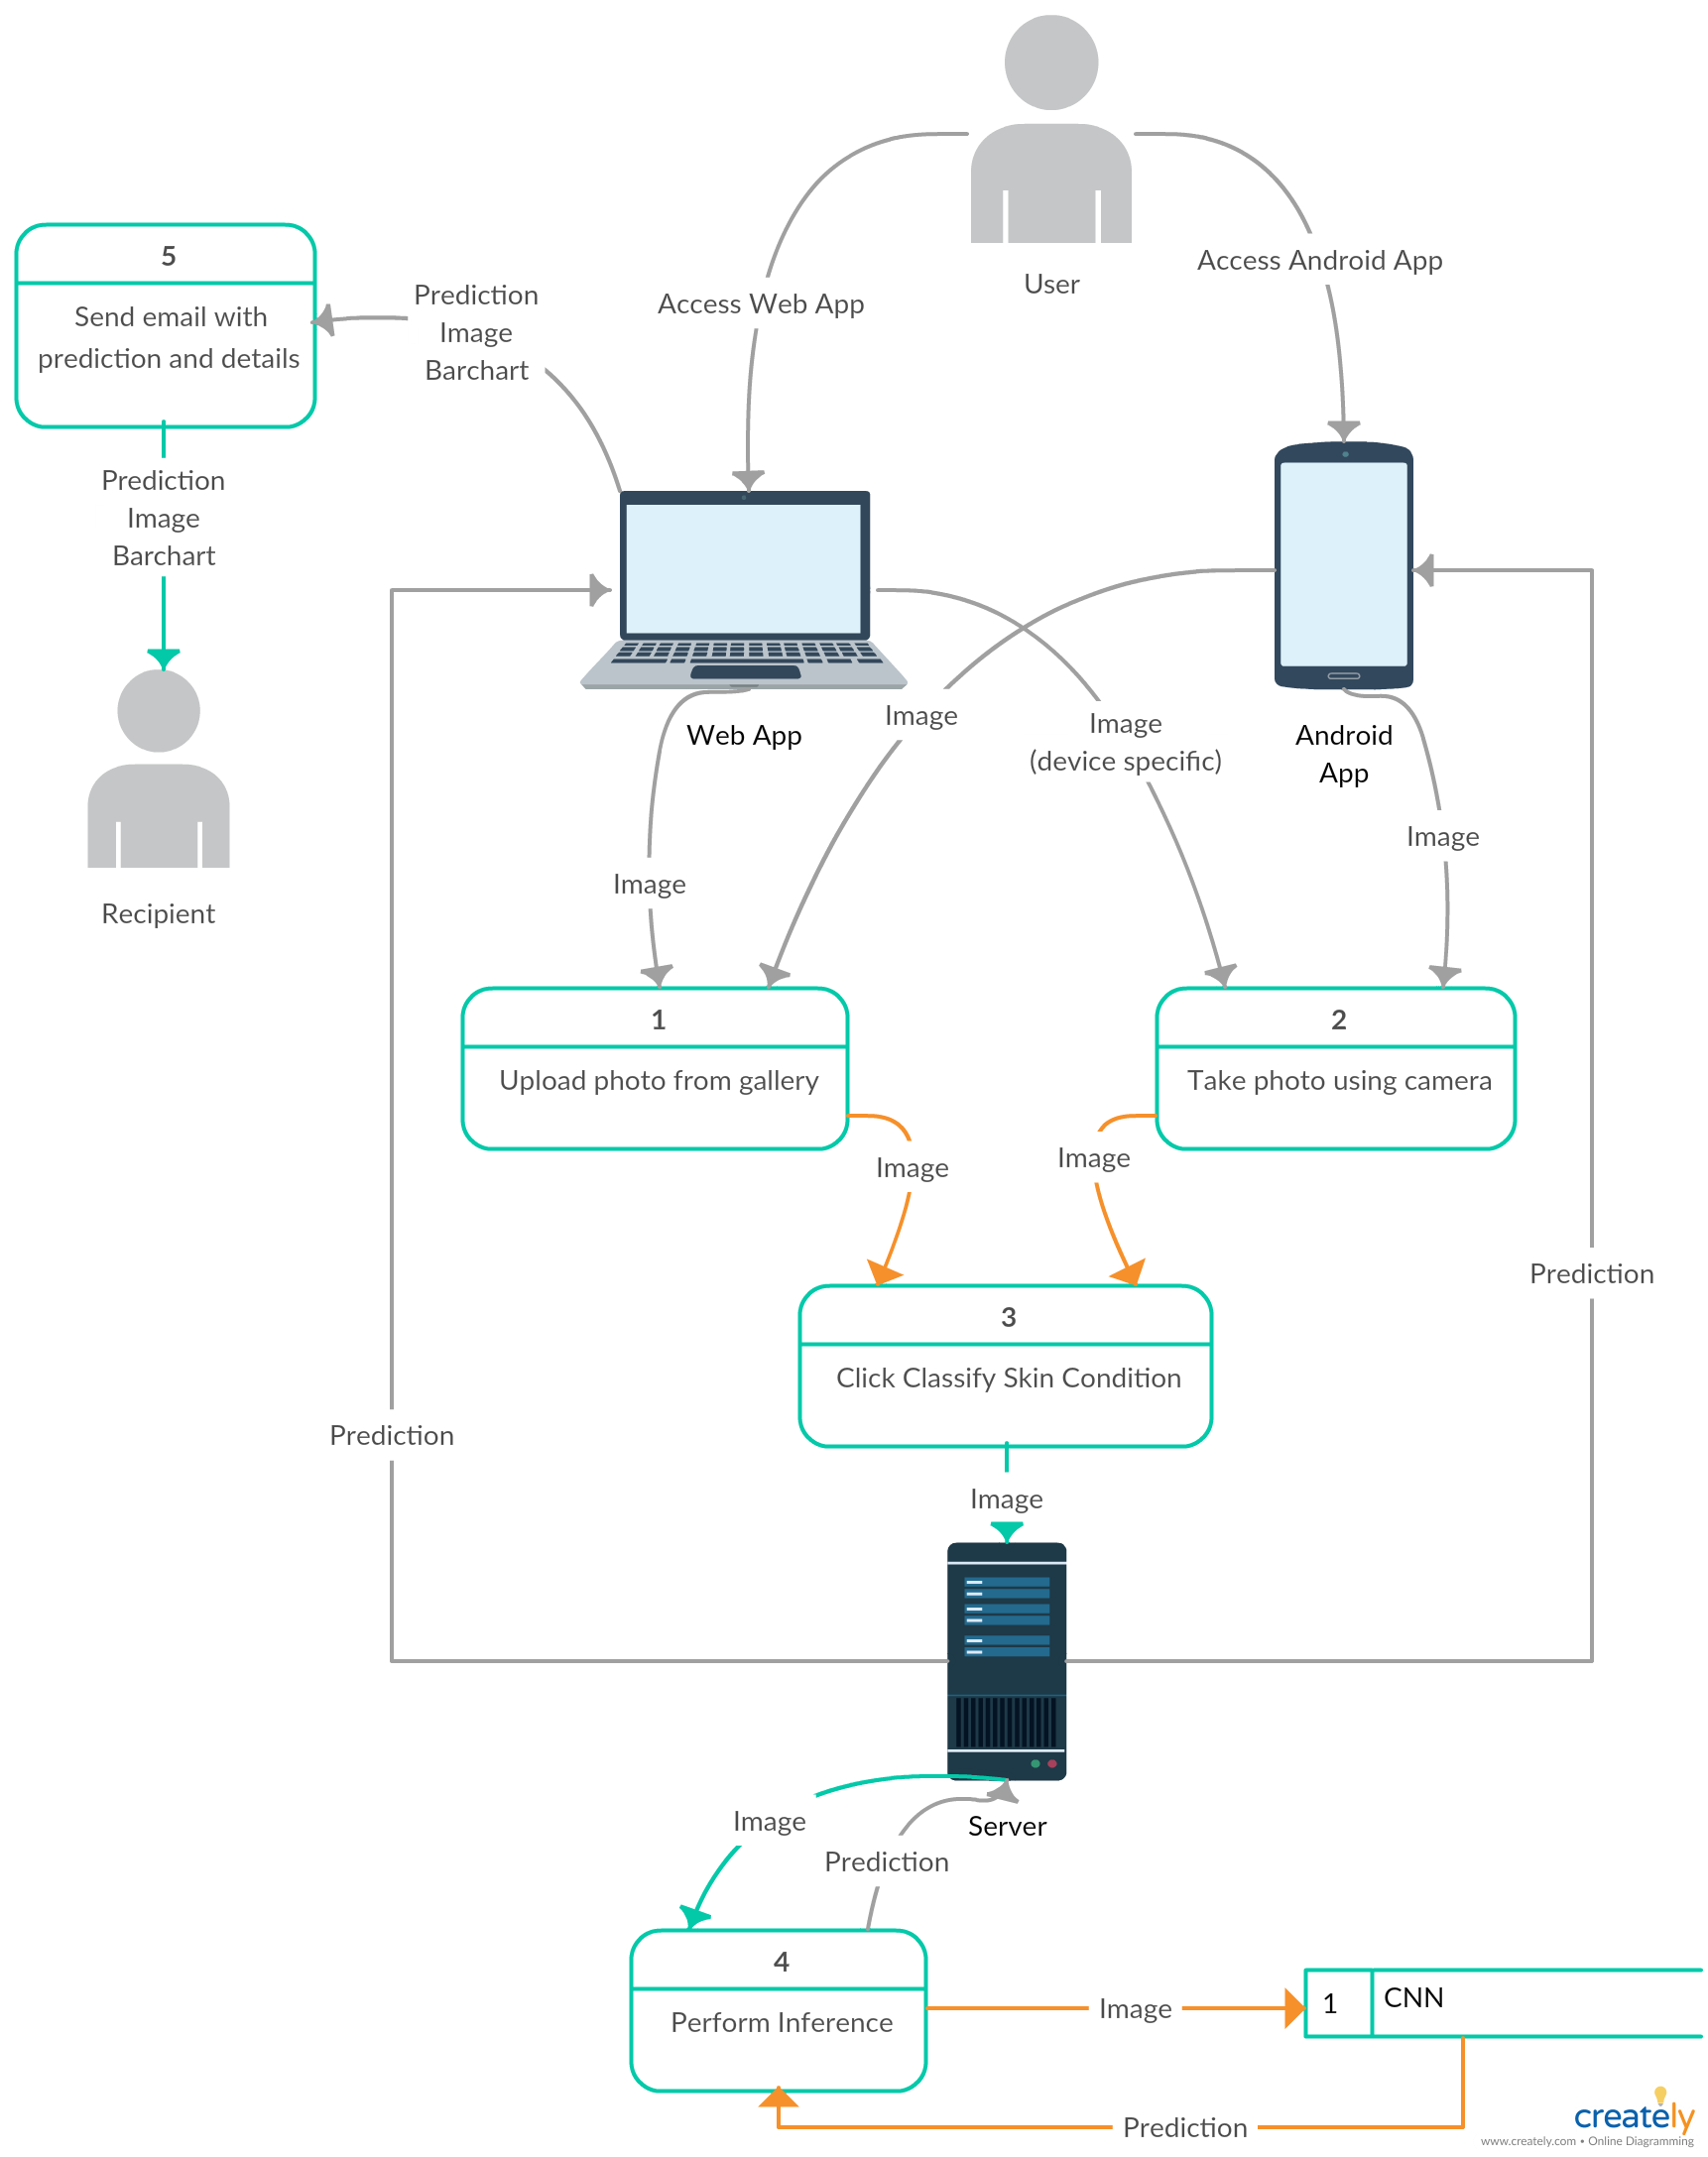 User
Access Android App
Access Web App
5
Send email with
prediction and details
Prediction
Image
Barchart
Prediction
Image
Barchart
Recipient
Web App
Image
Image
(device specific)
Android
App
Image
Image
1
Upload photo from gallery
2
Take photo using camera
Image
Image
3
Click Classify Skin Condition
Prediction
Prediction
Image
Server
Image
Prediction
4
Perform Inference
Image
1
CNN
Prediction
creately
www.creately.com • Online Diagramming